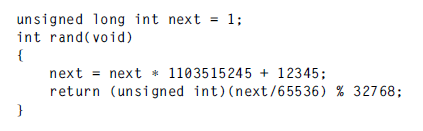 unsigned long int next = 1;
int rand(void)
{
    next = next * 1103515245 + 12345;
    return (unsigned int)(next/65536) % 32768;
}